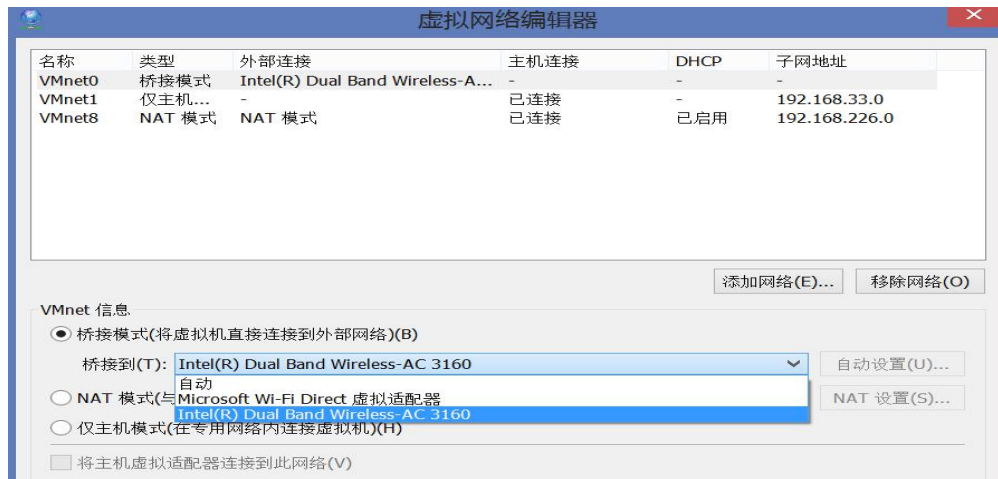 虚拟网络编辑器
名称 类型 外部连接 主机连接 DHCP 子网地址
VMnet0 桥接模式 Intel(R) Dual Band Wireless-A... - - -
VMnet1 仅主机... - 已连接 - 192.168.33.0
VMnet8 NAT 模式 NAT 模式 已连接 已启用 192.168.226.0
添加网络(E)... 移除网络(O)
VMnet 信息
桥接模式(将虚拟机直接连接到外部网络)(B)
桥接到(T): Intel(R) Dual Band Wireless-AC 3160 自动设置(U)...
自动
NAT 模式(与 Microsoft Wi-Fi Direct 虚拟适配器 NAT 设置(S)...
Intel(R) Dual Band Wireless-AC 3160
仅主机模式(在专用网络内连接虚拟机)(H)
将主机虚拟适配器连接到此网络(V)